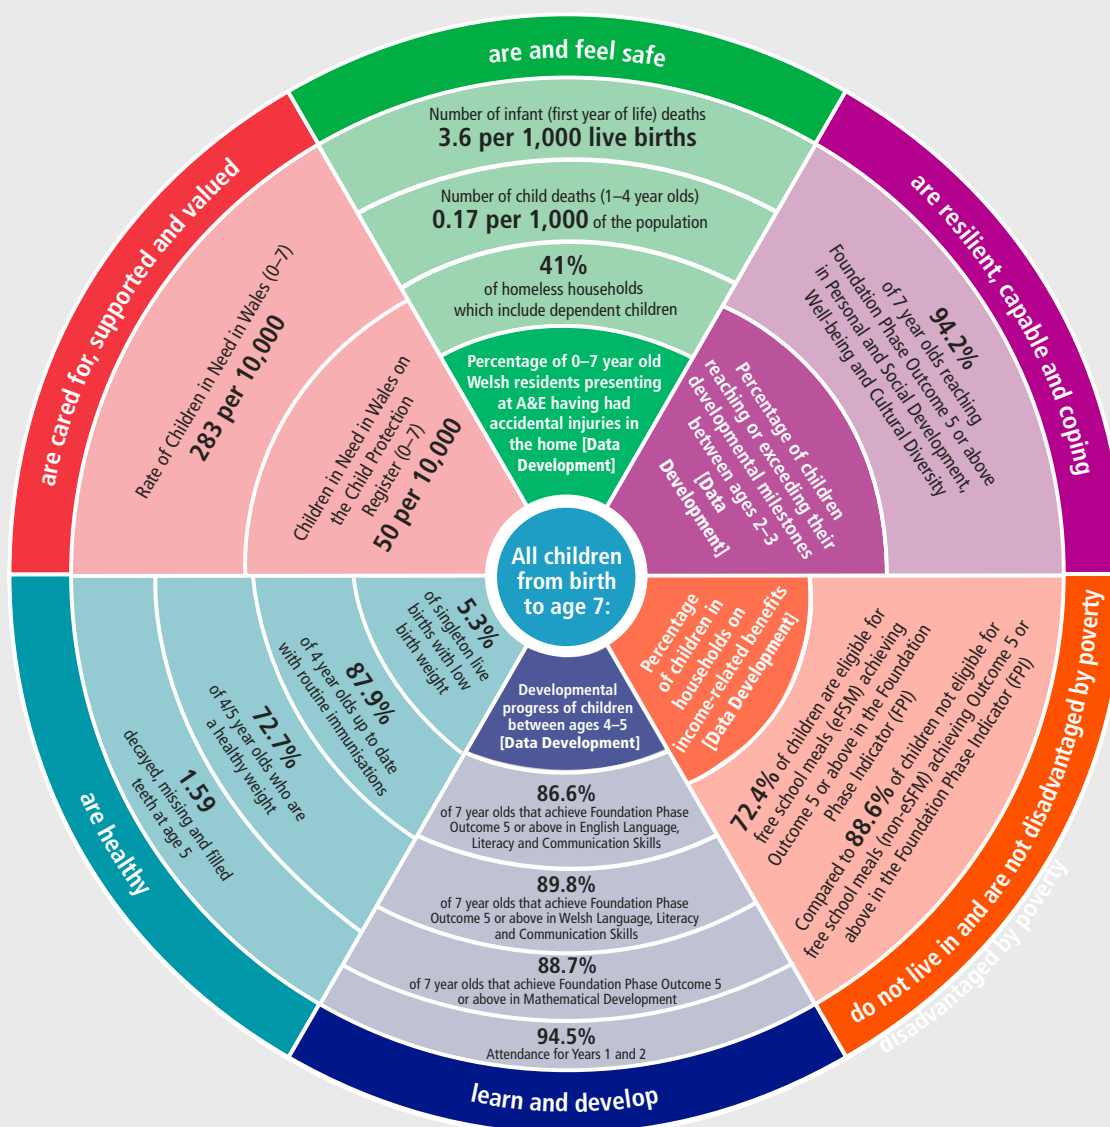 are and feel safe
Number of infant (first year of life) deaths
3.6 per 1,000 live births
Number of child deaths (1–4 year olds)
0.17 per 1,000 of the population
41%
of homeless households
which include dependent children
Percentage of 0–7 year old
Welsh residents presenting
at A&E having had
accidental injuries in
the home [Data
Development]
are resilient, capable and coping
94.2%
of 7 year olds reaching
Foundation Phase Outcome 5 or above
in Personal and Social Development,
Well-being and Cultural Diversity
Percentage of children
reaching or exceeding their
developmental milestones
between ages 2–3
[Data
Development]
do not live in and are not disadvantaged by poverty
disadvantaged by poverty
72.4% of children are eligible for
free school meals (eFSM) achieving
Outcome 5 or above in the Foundation
Phase Indicator (FPI)
Compared to 88.6% of children not eligible for
free school meals (non-eSFM) achieving Outcome 5 or
above in the Foundation Phase Indicator (FPI)
Percentage
of children in
households on
income-related benefits
[Data Development]
learn and develop
Developmental
progress of children
between ages 4–5
[Data Development]
86.6%
of 7 year olds that achieve Foundation Phase
Outcome 5 or above in English Language,
Literacy and Communication Skills
89.8%
of 7 year olds that achieve Foundation Phase
Outcome 5 or above in Welsh Language, Literacy
and Communication Skills
88.7%
of 7 year olds that achieve Foundation Phase Outcome 5
or above in Mathematical Development
94.5%
Attendance for Years 1 and 2
are healthy
5.3%
of singleton live
births with low
birth weight
87.9%
of 4 year olds up to date
with routine immunisations
72.7%
of 4/5 year olds who are
a healthy weight
1.59
decayed, missing and filled
teeth at age 5
are cared for, supported and valued
Rate of Children in Need in Wales (0–7)
283 per 10,000
Children in Need in Wales on
the Child Protection
Register (0–7)
50 per 10,000
All children
from birth
to age 7: